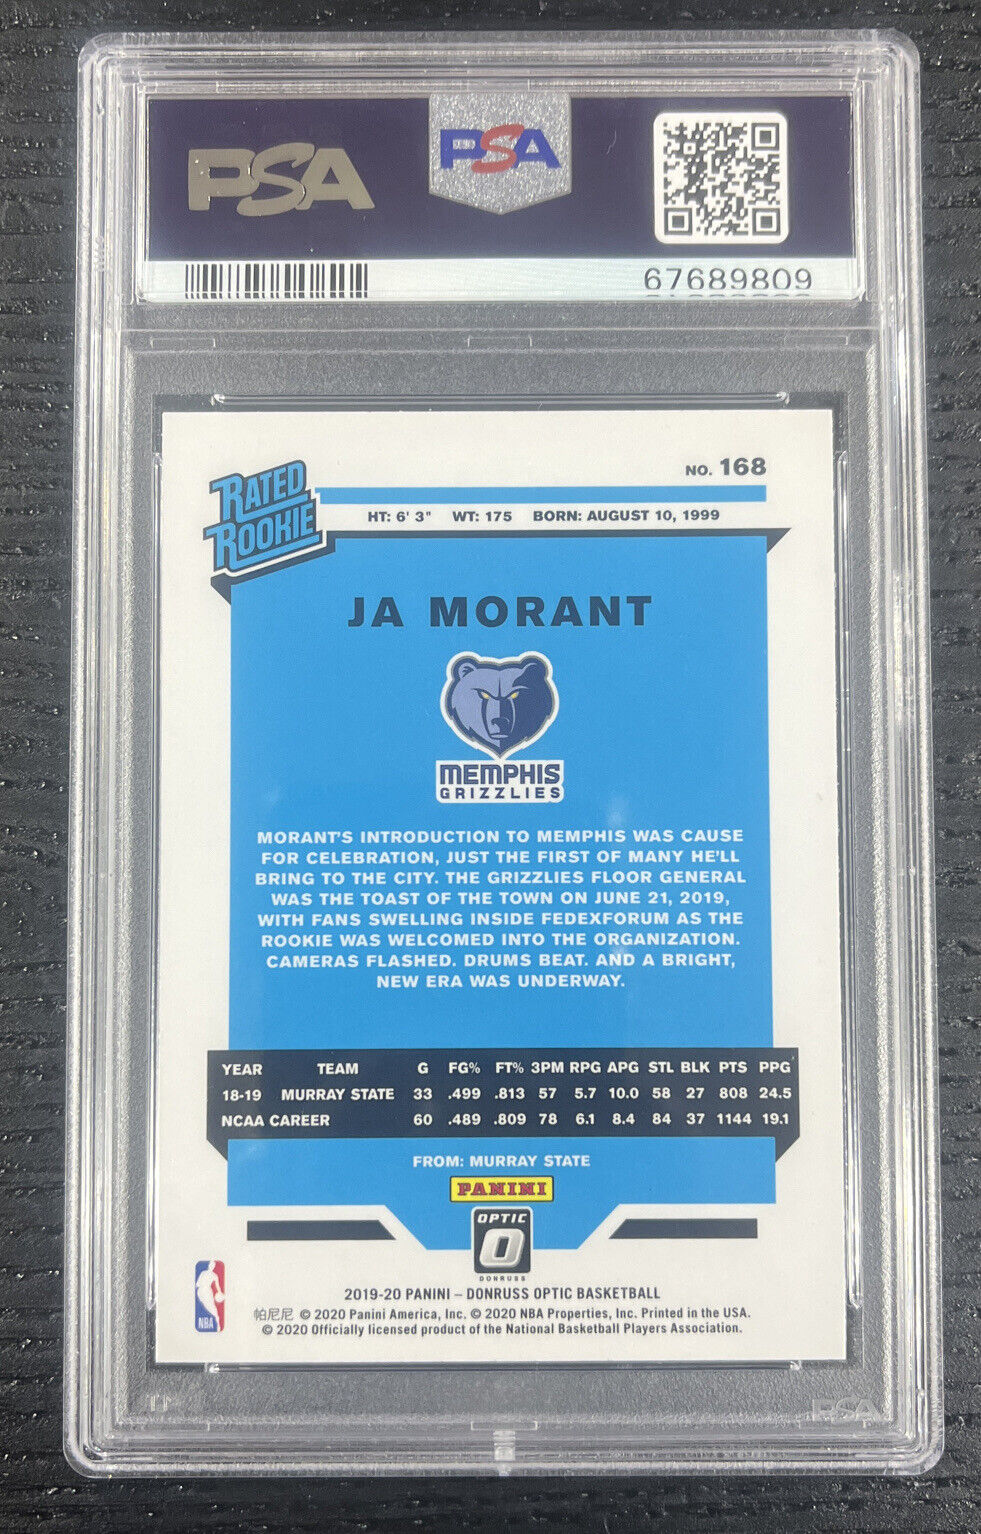 PSA
PSA
67689809
NO. 168
RATED
ROOKIE
HT: 6' 3" WT: 175 BORN: AUGUST 10, 1999
JA MORANT
MEMPHIS
GRIZZLIES
MORANT'S INTRODUCTION TO MEMPHIS WAS CAUSE
FOR CELEBRATION, JUST THE FIRST OF MANY HE'LL
BRING TO THE CITY. THE GRIZZLIES FLOOR GENERAL
WAS THE TOAST OF THE TOWN ON JUNE 21, 2019,
WITH FANS SWELLING INSIDE FEDEXFORUM AS THE
ROOKIE WAS WELCOMED INTO THE ORGANIZATION.
CAMERAS FLASHED. DRUMS BEAT. AND A BRIGHT,
NEW ERA WAS UNDERWAY.
YEAR TEAM G FG% FT% 3PM RPG APG STL BLK PTS PPG
18-19 MURRAY STATE 33 .499 .813 57 5.7 10.0 58 27 808 24.5
NCAA CAREER 60 .489 .809 78 6.1 8.4 84 37 1144 19.1
FROM: MURRAY STATE
PANINI
OPTIC
O
DONRUSS
2019-20 PANINI – DONRUSS OPTIC BASKETBALL
帕尼尼 © 2020 Panini America, Inc. © 2020 NBA Properties, Inc. Printed in the USA.
© 2020 Officially licensed product of the National Basketball Players Association.
NBA
PSA